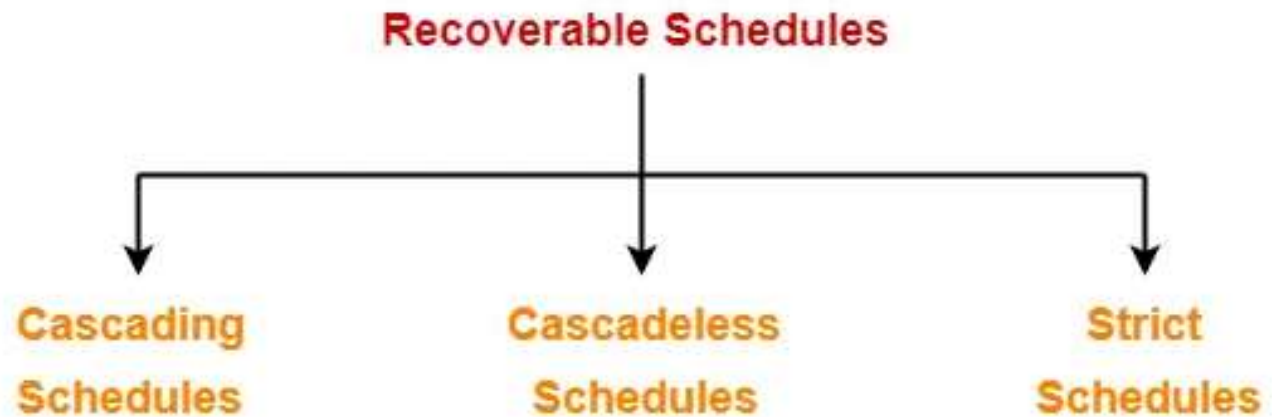 Recoverable Schedules
Cascading Schedules
Cascadeless Schedules
Strict Schedules